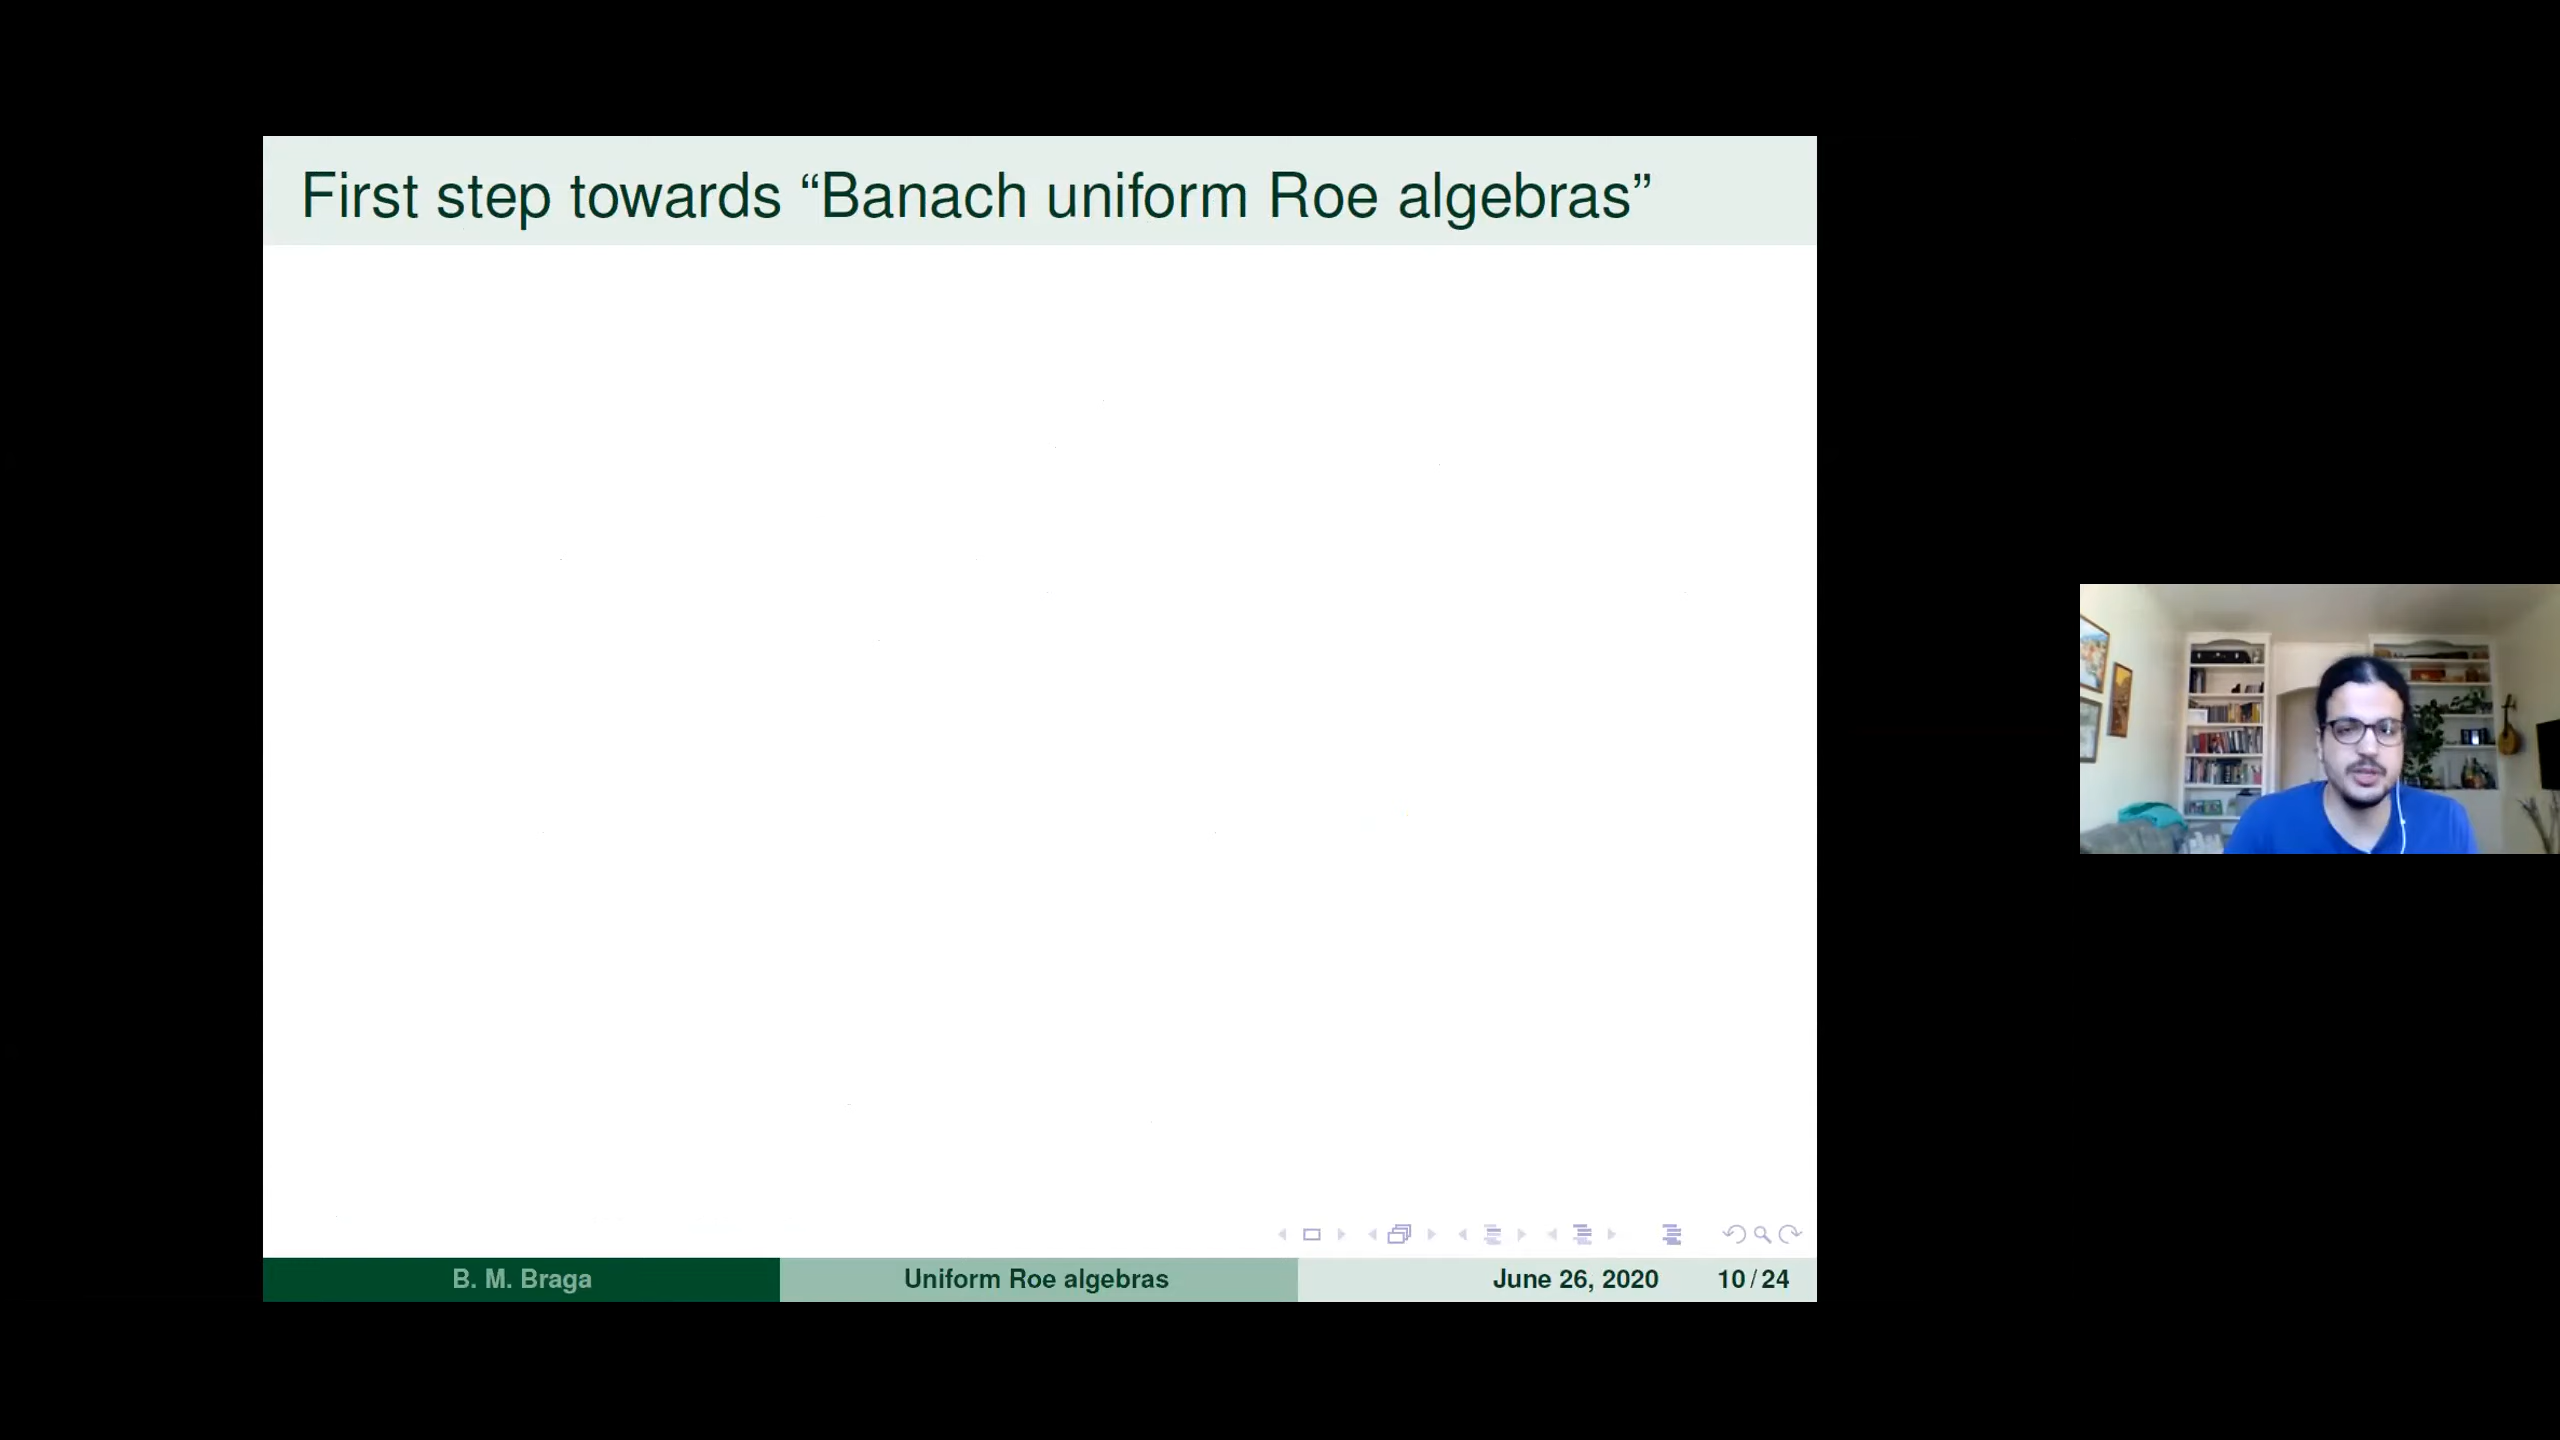 First step towards “Banach uniform Roe algebras”
B. M. Braga
Uniform Roe algebras
June 26, 2020
10 / 24